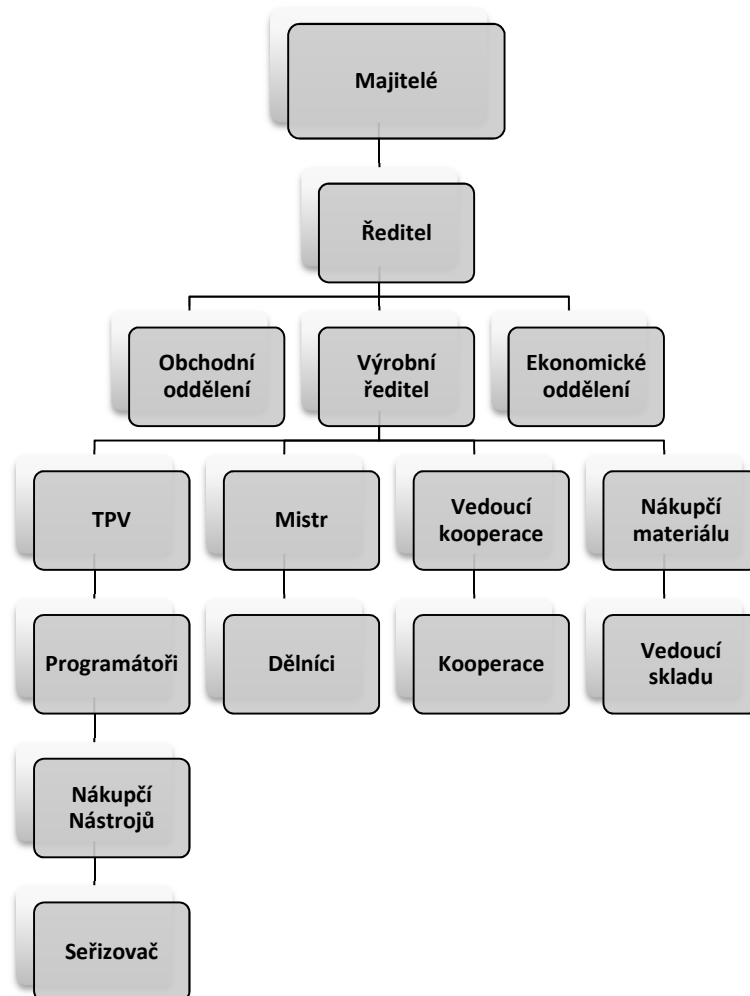 Majitelé
Ředitel
Obchodní
oddělení
Výrobní
ředitel
Ekonomické
oddělení
TPV
Mistr
Vedoucí
kooperace
Nákupčí
materiálu
Programátoři
Dělníci
Kooperace
Vedoucí
skladu
Nákupčí
Nástrojů
Seřizovač